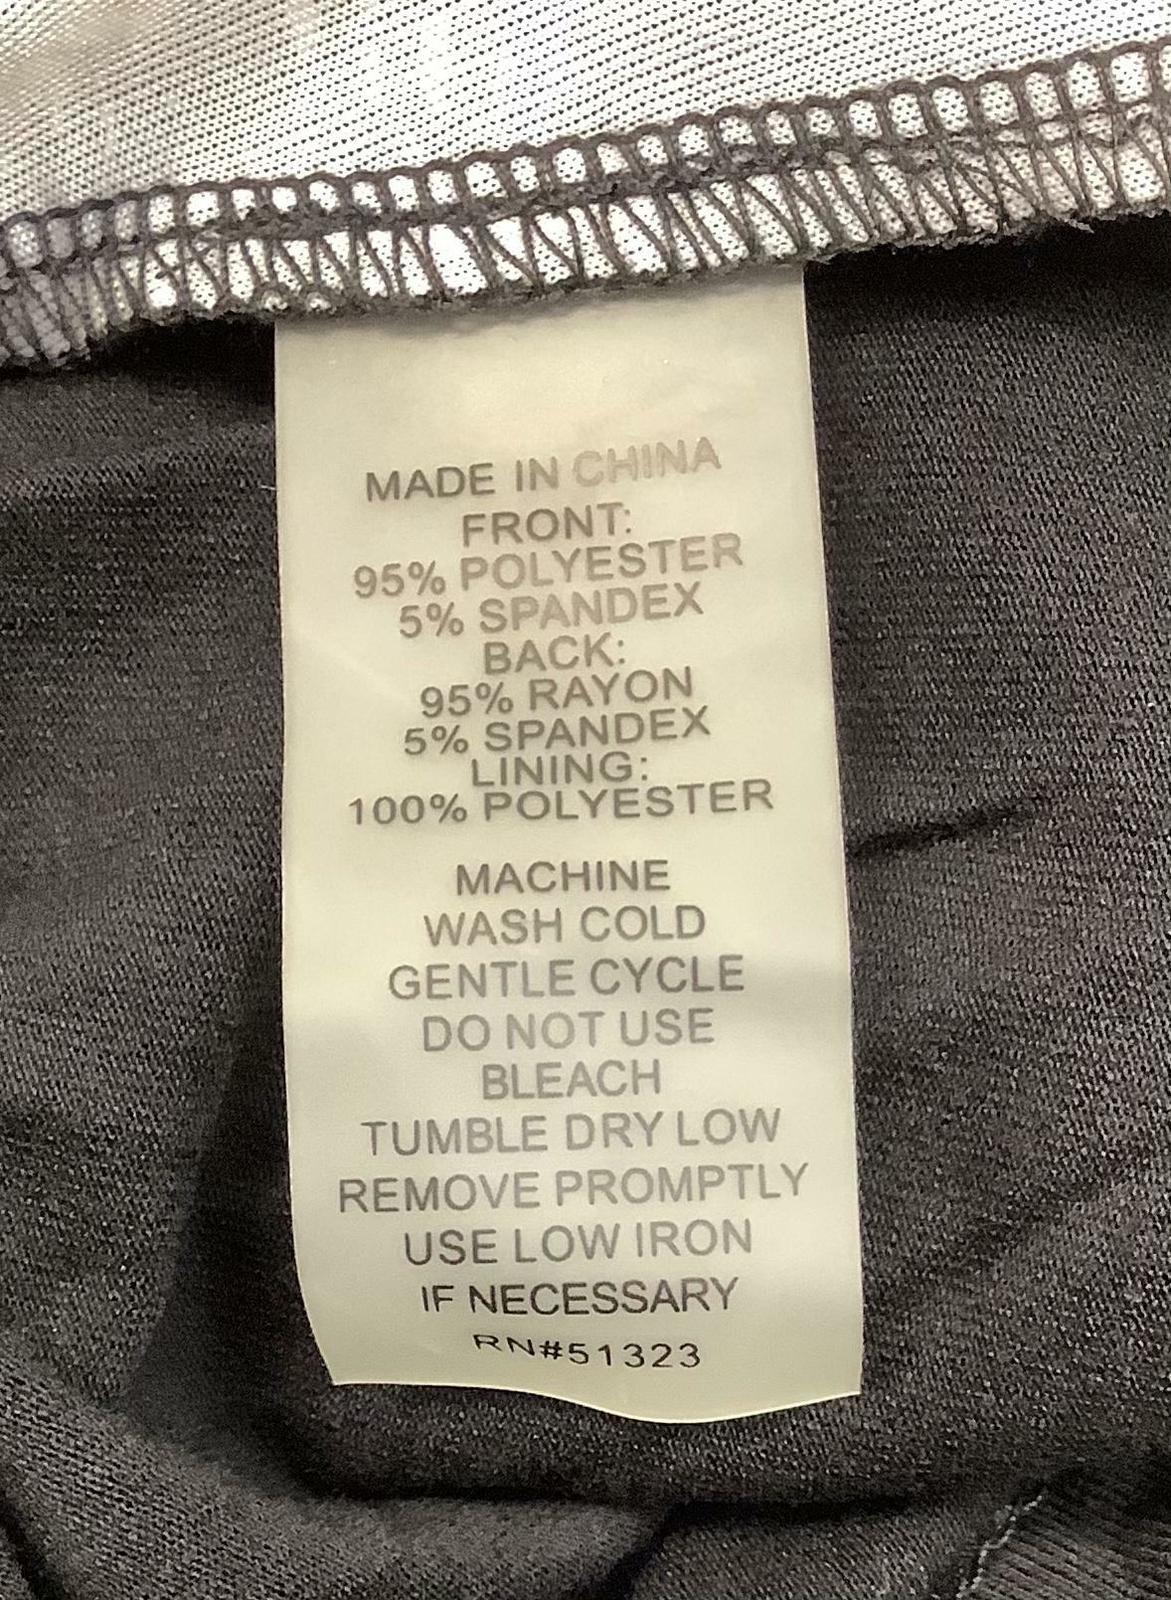 MADE IN CHINA
FRONT:
95% POLYESTER
5% SPANDEX
BACK:
95% RAYON
5% SPANDEX
LINING:
100% POLYESTER
MACHINE
WASH COLD
GENTLE CYCLE
DO NOT USE
BLEACH
TUMBLE DRY LOW
REMOVE PROMPTLY
USE LOW IRON
IF NECESSARY
RN#51323